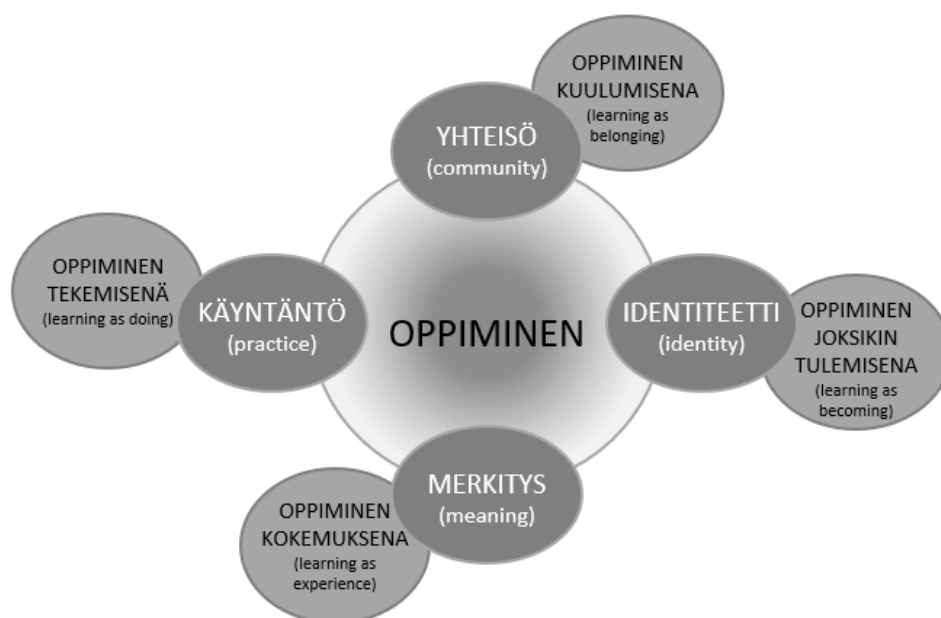 OPPIMINEN
KUULUMISENA
(learning as
belonging)
YHTEISÖ
(community)
OPPIMINEN
TEKEMISENÄ
(learning as doing)
KÄYNTÄNTÖ
(practice)
OPPIMINEN
IDENTITEETTI
(identity)
OPPIMINEN
JOKSIKIN
TULEMISENA
(learning as
becoming)
MERKITYS
(meaning)
OPPIMINEN
KOKEMUKSENA
(learning as
experience)